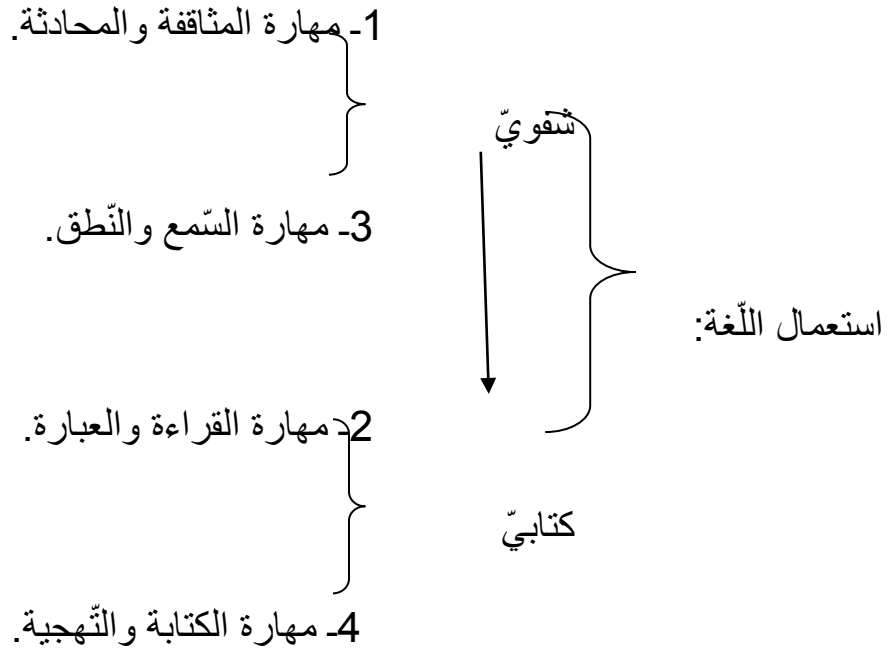 1ـ مهارة المثاقفة والمحادثة.
شفويّ
3ـ مهارة السّمع والنّطق.
استعمال اللّغة:
2ـ مهارة القراءة والعبارة.
كتابيّ
4ـ مهارة الكتابة والتّهجية.